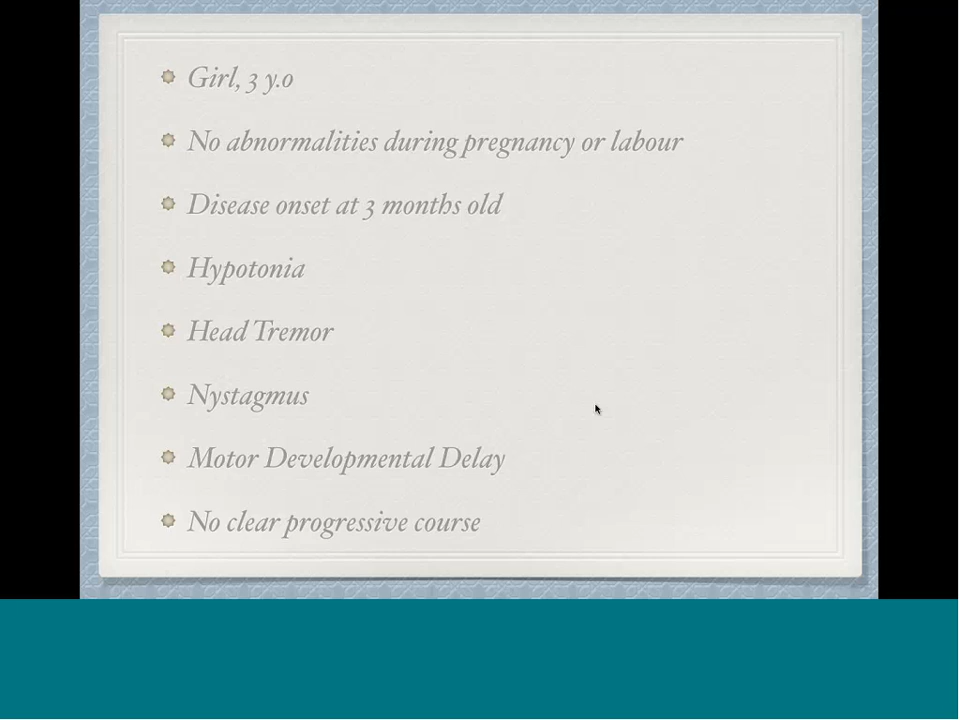 Girl, 3 y.o
No abnormalities during pregnancy or labour
Disease onset at 3 months old
Hypotonia
Head Tremor
Nystagmus
Motor Developmental Delay
No clear progressive course